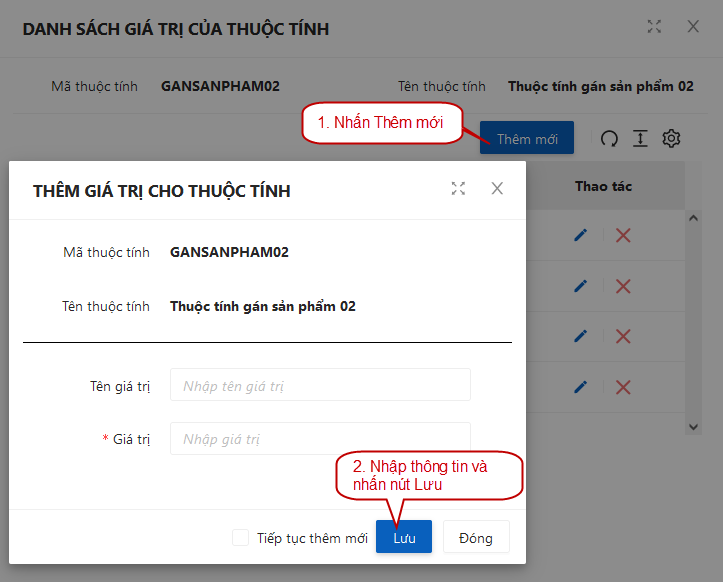 DANH SÁCH GIÁ TRỊ CỦA THUỘC TÍNH
Mã thuộc tính GANSANPHAM02 Tên thuộc tính Thuộc tính gán sản phẩm 02
1. Nhấn Thêm mới
Thêm mới
Thao tác
THÊM GIÁ TRỊ CHO THUỘC TÍNH
Mã thuộc tính GANSANPHAM02
Tên thuộc tính Thuộc tính gán sản phẩm 02
Tên giá trị Nhập tên giá trị
* Giá trị Nhập giá trị
2. Nhập thông tin và
nhấn nút Lưu
Tiếp tục thêm mới Lưu Đóng